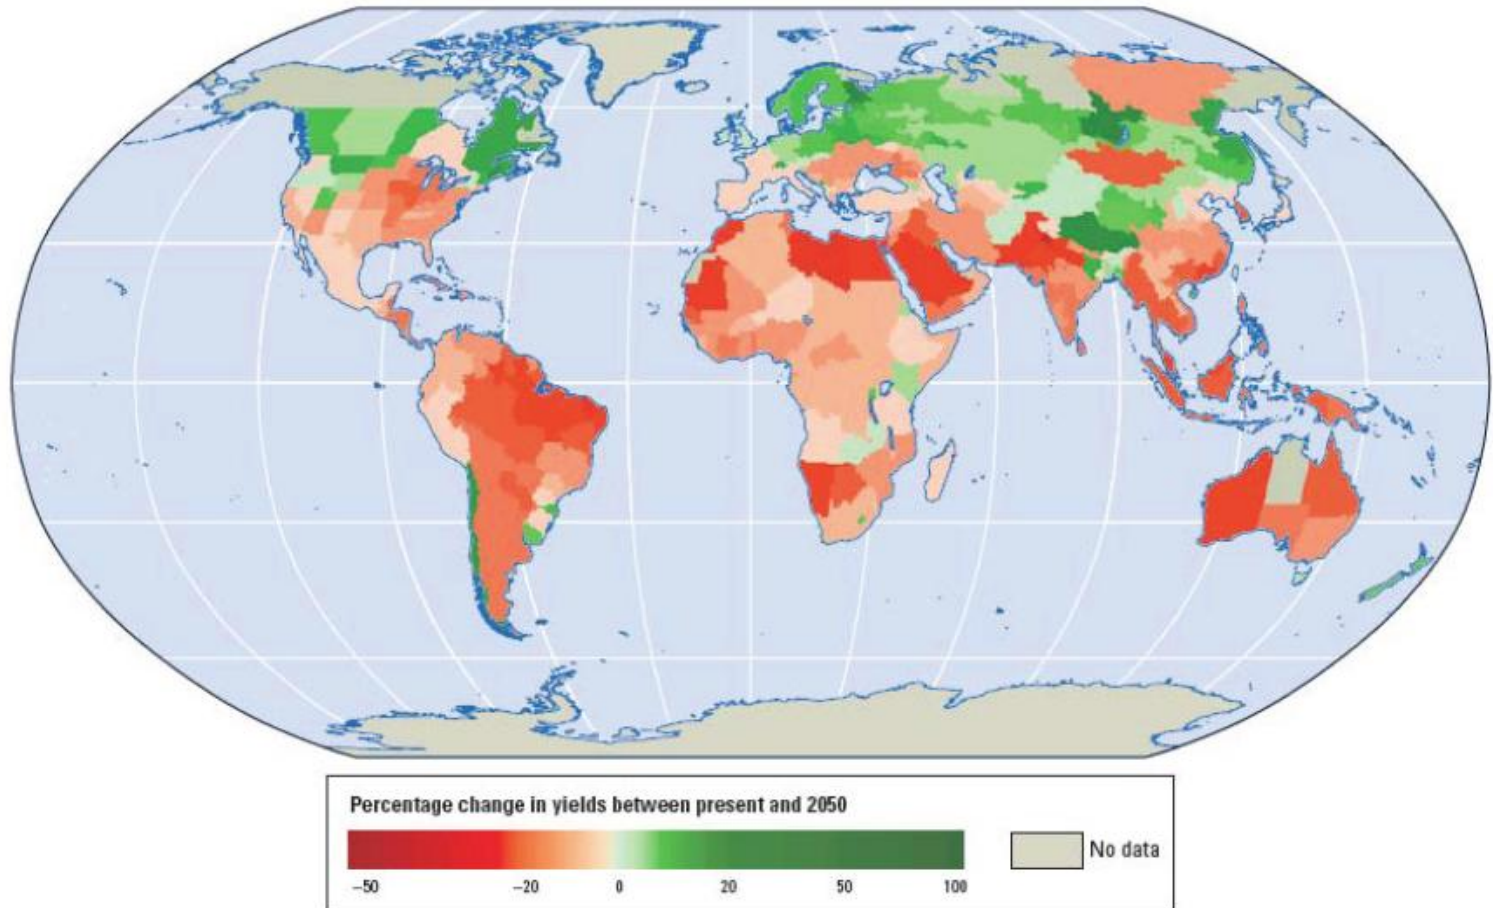 Percentage change in yields between present and 2050
No data
–50 –20 0 20 50 100